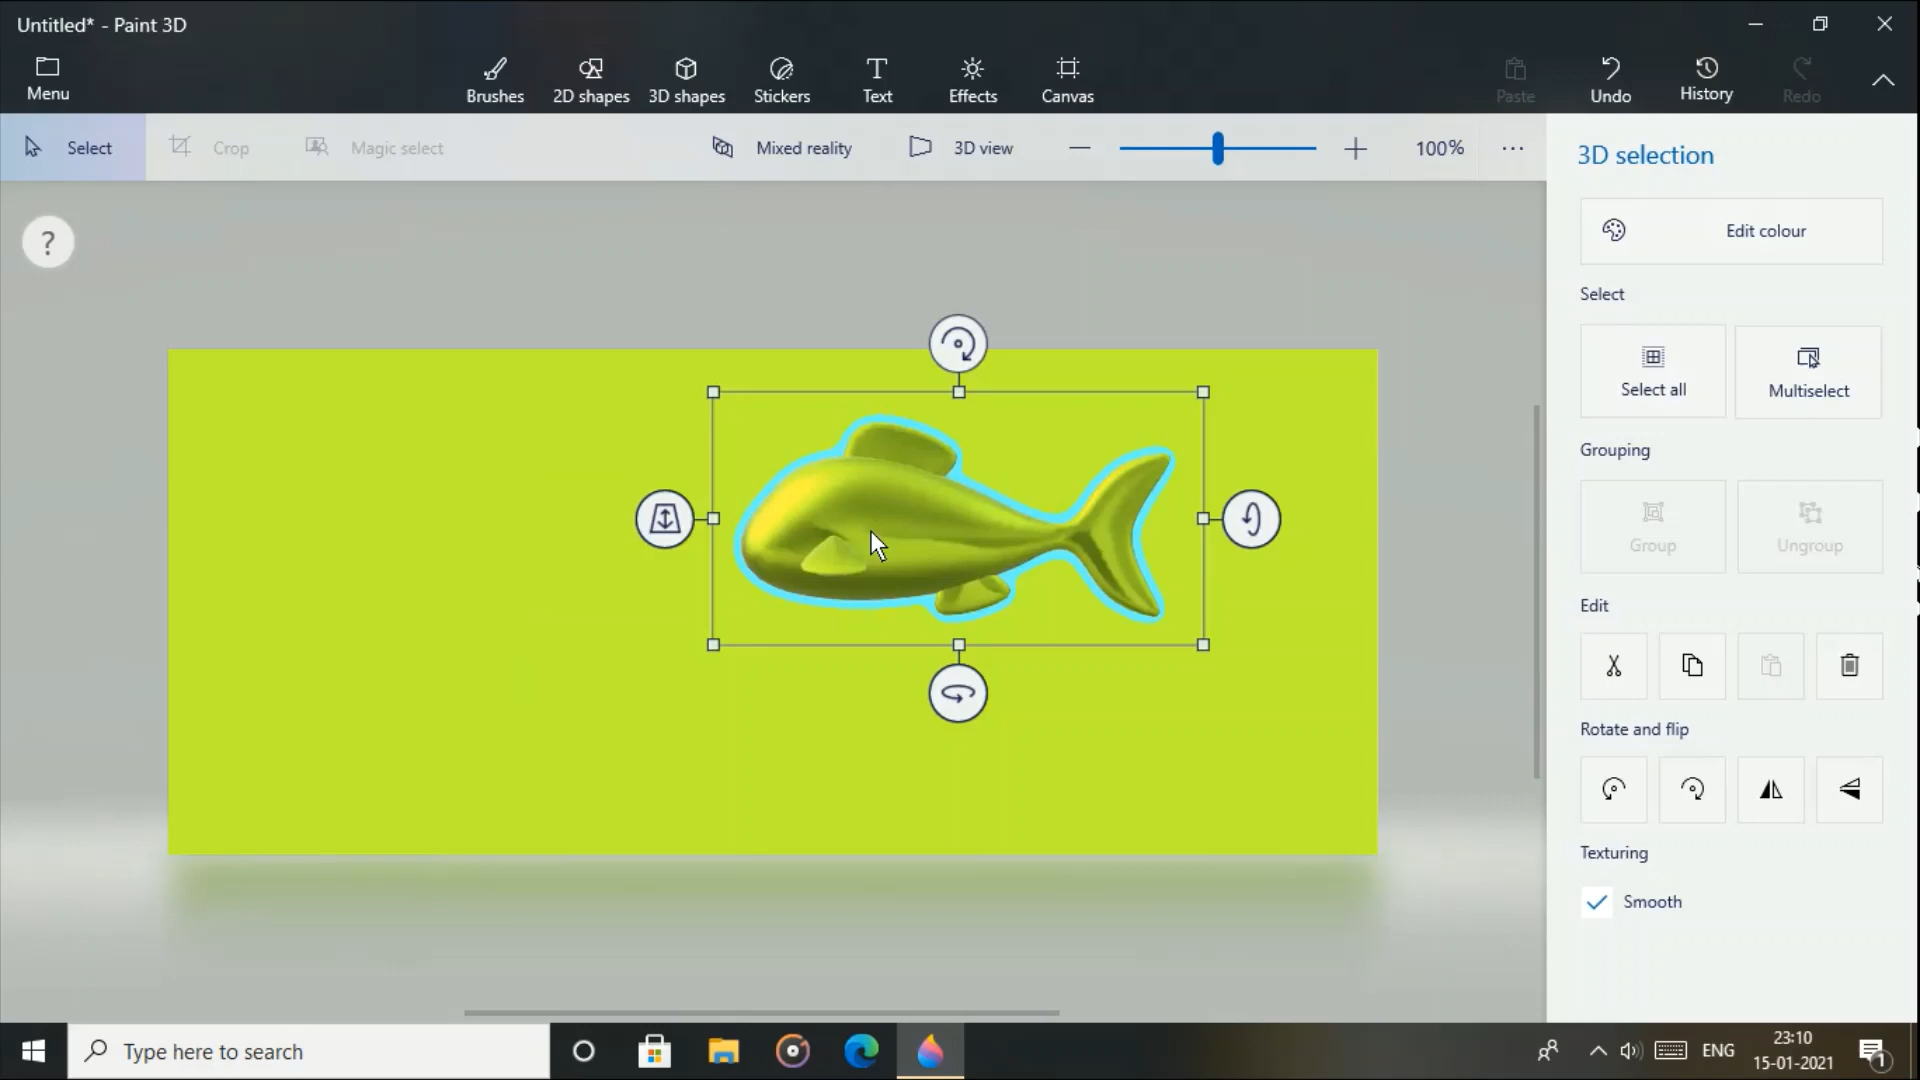 Untitled* - Paint 3D
Menu
Brushes
2D shapes
3D shapes
Stickers
Text
Effects
Canvas
Paste
Undo
History
Redo
Select
Crop
Magic select
Mixed reality
3D view
100%
?
3D selection
Edit colour
Select
Select all
Multiselect
Grouping
Group
Ungroup
Edit
Rotate and flip
Texturing
Smooth
Type here to search
ENG
23:10
15-01-2021
1